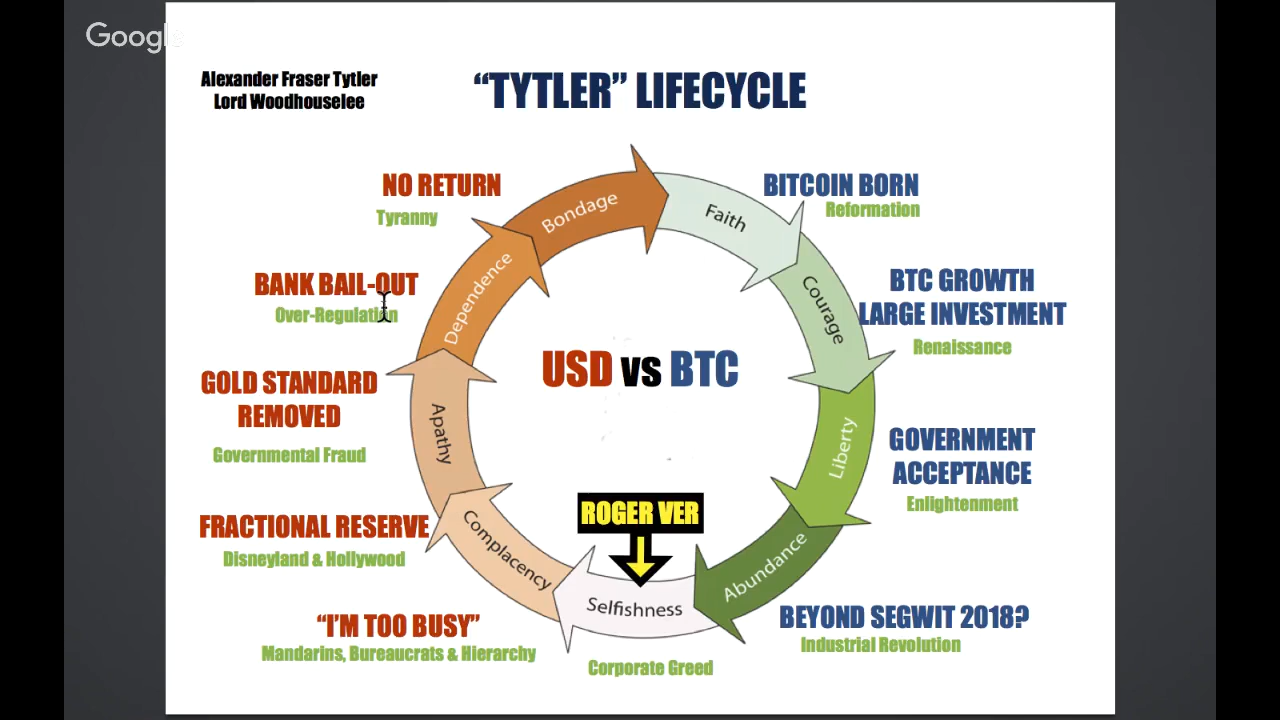 Google
Alexander Fraser Tytler
Lord Woodhouselee
“TYTLER” LIFECYCLE
NO RETURN
Tyranny
Bondage
Faith
BITCOIN BORN
Reformation
BANK BAIL-OUT
Over-Regulation
Dependence
Courage
BTC GROWTH
LARGE INVESTMENT
Renaissance
USD vs BTC
GOLD STANDARD
REMOVED
Governmental Fraud
Apathy
Liberty
GOVERNMENT
ACCEPTANCE
Enlightenment
ROGER VER
FRACTIONAL RESERVE
Disneyland & Hollywood
Complacency
Selfishness
Abundance
“I’M TOO BUSY”
Mandarins, Bureaucrats & Hierarchy
Corporate Greed
BEYOND SEGWIT 2018?
Industrial Revolution